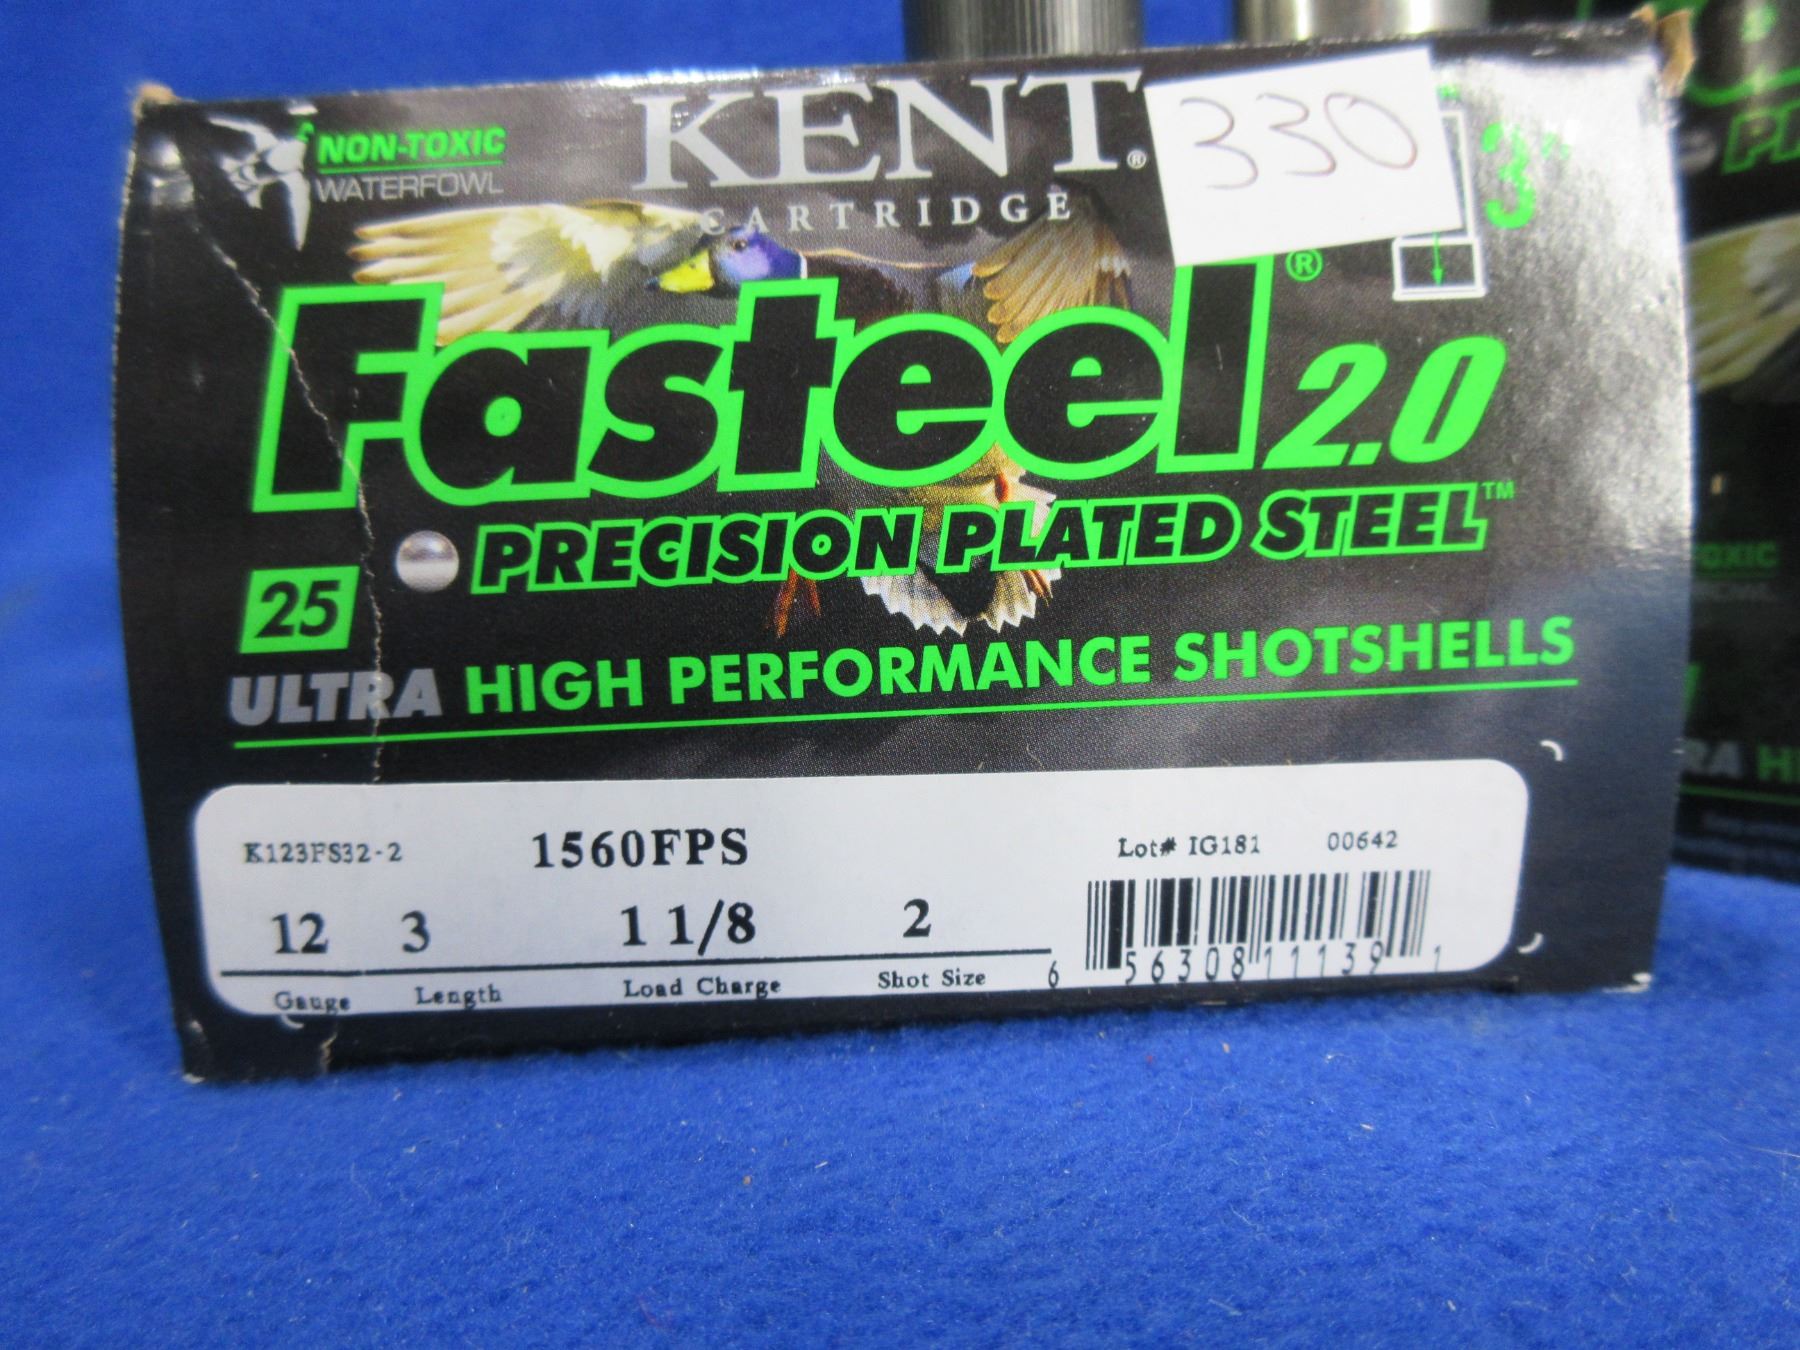 NON-TOXIC
WATERFOWL
KENT®
CARTRIDGE
330
3"
Fasteel® 2.0
PRECISION PLATED STEEL™
25
ULTRA HIGH PERFORMANCE SHOTSHELLS
K123FS32-2
1560FPS
Lot# IG181 00642
12 3 1 1/8 2
Gauge Length Load Charge Shot Size
6 56308 11139 1